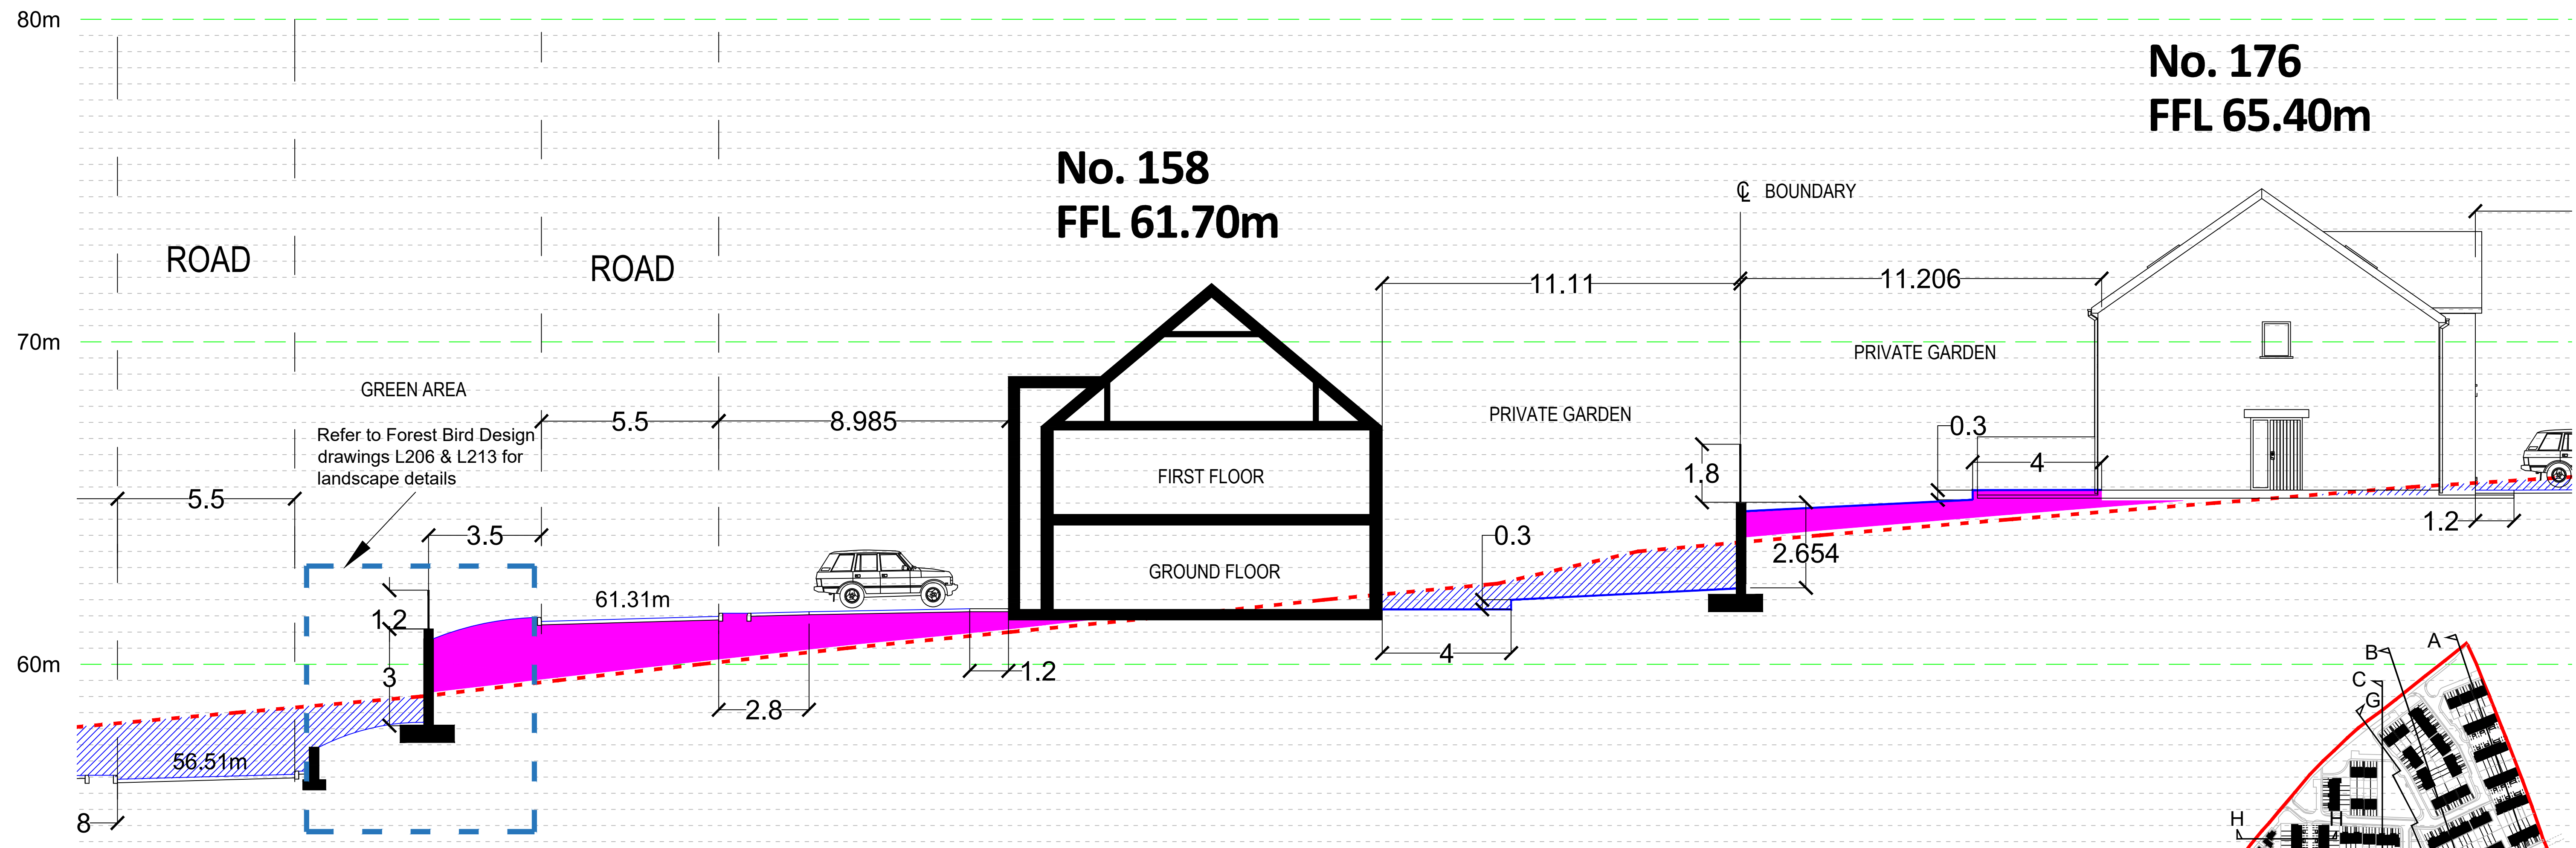 80m
No. 176
FFL 65.40m
No. 158
FFL 61.70m
℄ BOUNDARY
ROAD
ROAD
11.11
11.206
70m
PRIVATE GARDEN
GREEN AREA
PRIVATE GARDEN
5.5
8.985
0.3
Refer to Forest Bird Design
drawings L206 & L213 for
landscape details
4
FIRST FLOOR
1.8
5.5
1.2
3.5
0.3
2.654
GROUND FLOOR
61.31m
1.2
60m
3
1.2
4
2.8
56.51m
8
A
B
C
G
H
H